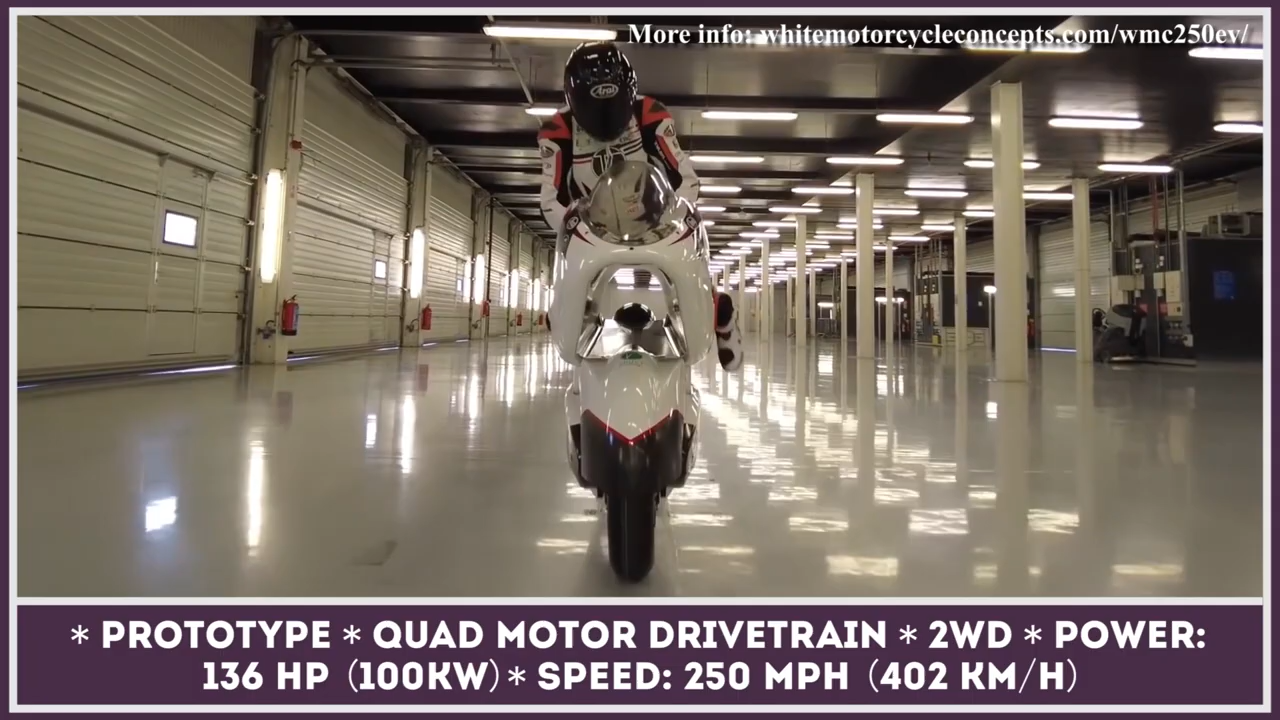 More info: whitemotorcycleconcepts.com/wmc250ev/
Arai
* PROTOTYPE * QUAD MOTOR DRIVETRAIN * 2WD * POWER:
136 HP (100KW)* SPEED: 250 MPH (402 KM/H)